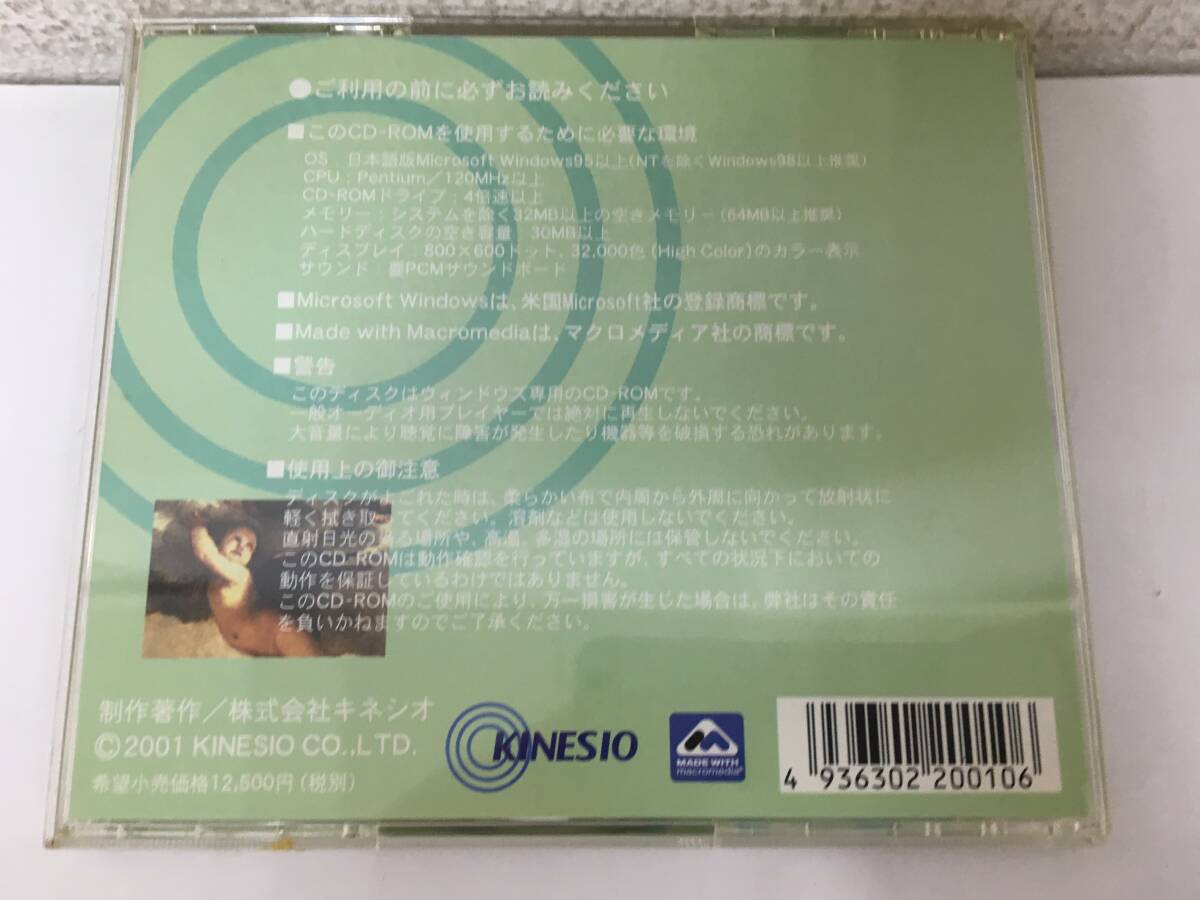 ●ご利用の前に必ずお読みください
■このCD-ROMを使用するために必要な環境
OS 日本語版Microsoft Windows95以上(NTを除くWindows98以上推奨)
CPU:Pentium/120MHz以上
CD-ROMドライブ:4倍速以上
メモリー:システムを除く32MB以上の空きメモリー(64MB以上推奨)
ハードディスクの空き容量 30MB以上
ディスプレイ:800×600ドット、32,000色(High Color)のカラー表示
サウンド PCMサウンドボード
■Microsoft Windowsは、米国Microsoft社の登録商標です。
■Made with Macromediaは、マクロメディア社の商標です。
■警告
このディスクはウィンドウズ専用のCD-ROMです。
一般オーディオ用プレイヤーでは絶対に再生しないでください。
大音量により聴覚に障害が発生したり機器等を破損する恐れがあります。
■使用上の御注意
ディスクがよごれた時は、柔らかい布で内周から外周に向かって放射状に
軽く拭き取ってください。溶剤などは使用しないでください。
直射日光のある場所や、高温、多湿の場所には保管しないでください。
このCD-ROMは動作確認を行っていますが、すべての状況下においての
動作を保証しているわけではありません。
このCD-ROMのご使用により、万一損害が生じた場合は、弊社はその責任
を負いかねますのでご了承ください。
制作著作/株式会社キネシオ
©2001 KINESIO CO.,LTD.
希望小売価格12,500円(税別)
KINESIO
MADE WITH
macromedia®
4 936302 200106